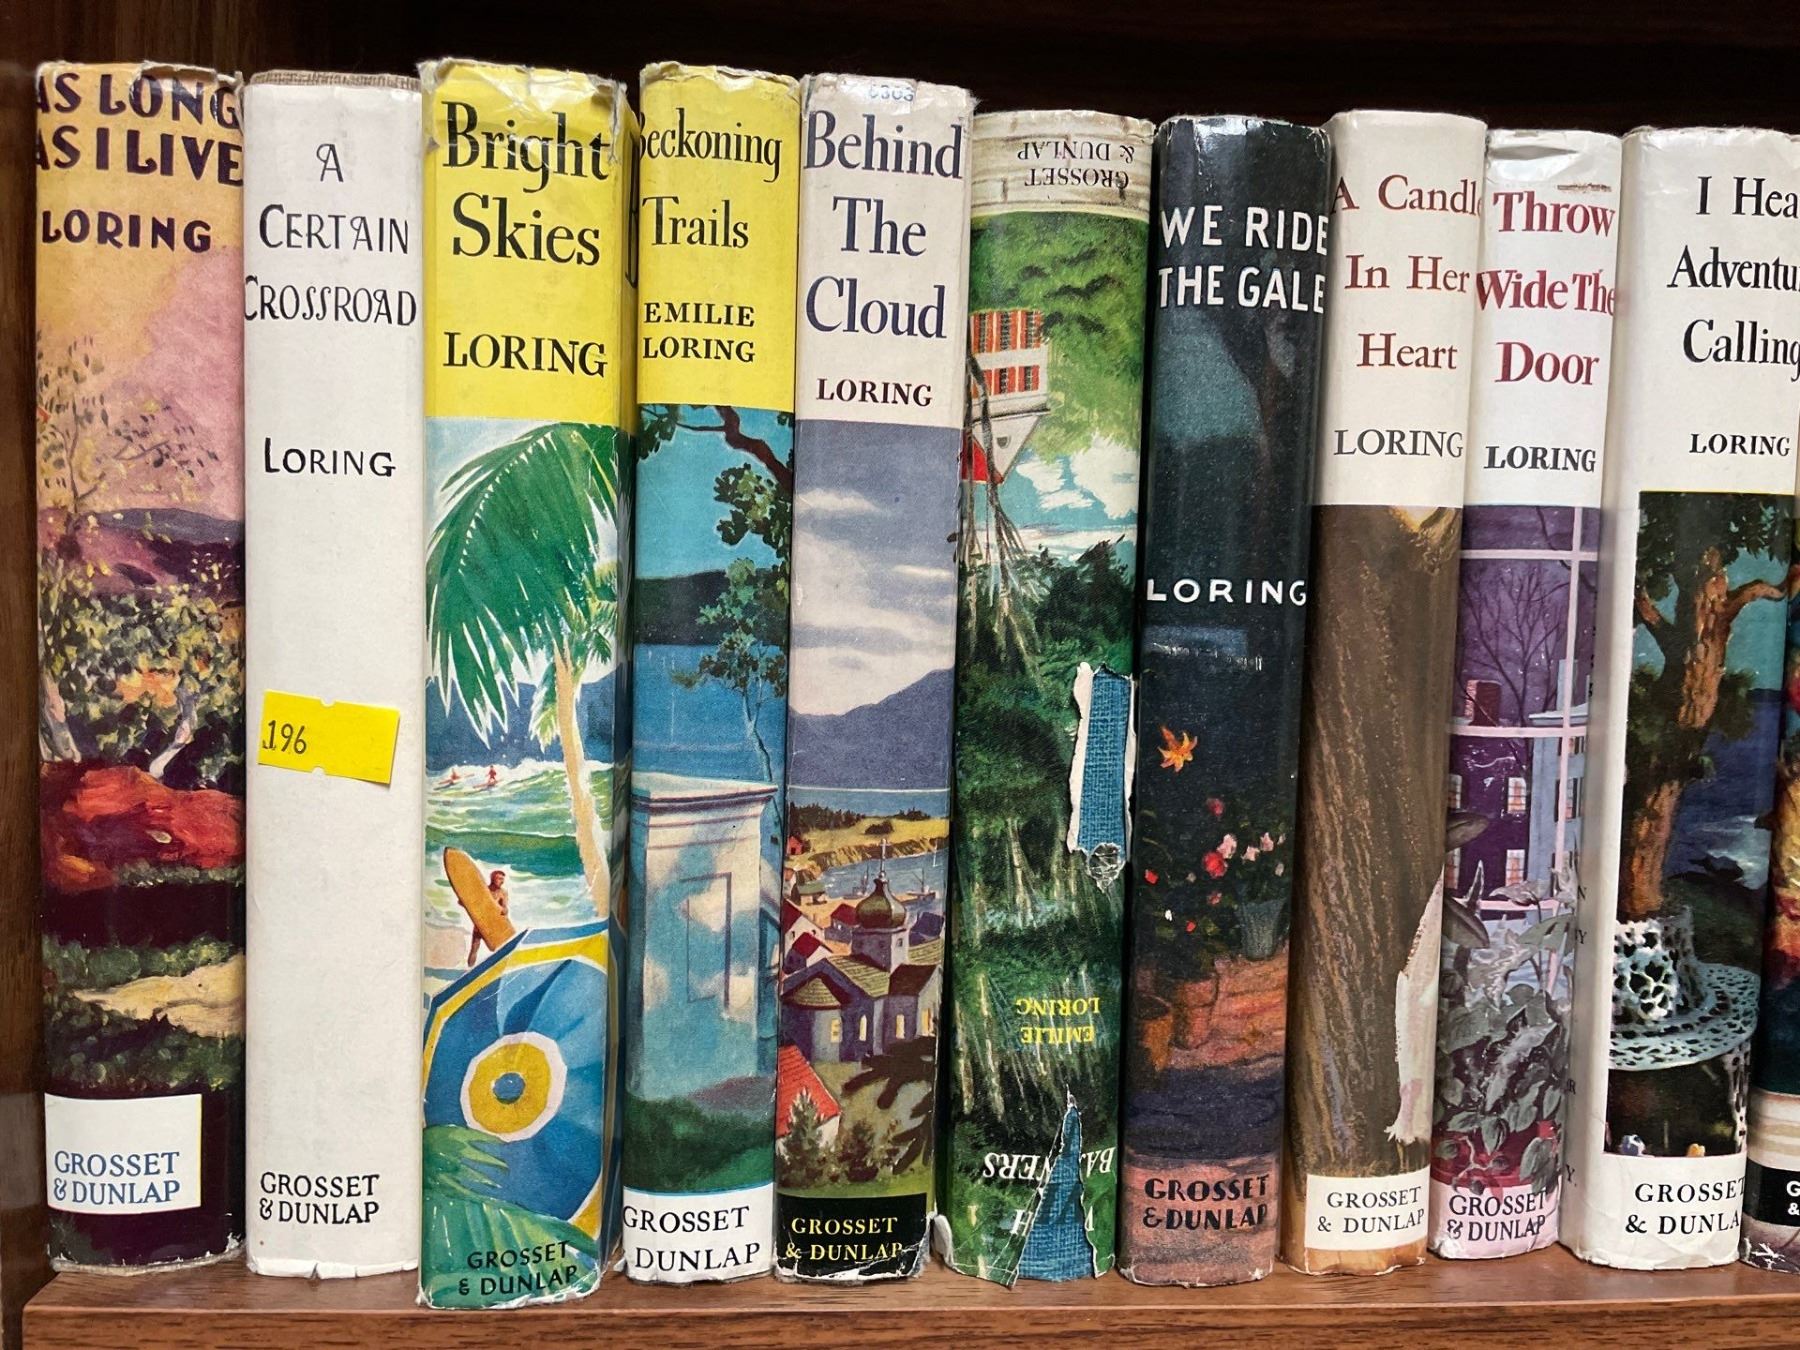 AS LONG
AS I LIVE
LORING
GROSSET
& DUNLAP
A
CERTAIN
CROSSROAD
LORING
196
GROSSET
& DUNLAP
Bright
Skies
LORING
GROSSET
& DUNLAP
Beckoning
Trails
EMILIE
LORING
GROSSET
DUNLAP
Behind
The
Cloud
LORING
GROSSET
& DUNLAP
EMILIE
LORING
GROSSET
& DUNLAP
WE RIDE
THE GALE
LORING
GROSSET
& DUNLAP
A Candle
In Her
Heart
LORING
GROSSET
& DUNLAP
Throw
Wide The
Door
LORING
GROSSET
& DUNLAP
I Hea
Adventu
Calling
LORING
GROSSET
& DUNLA